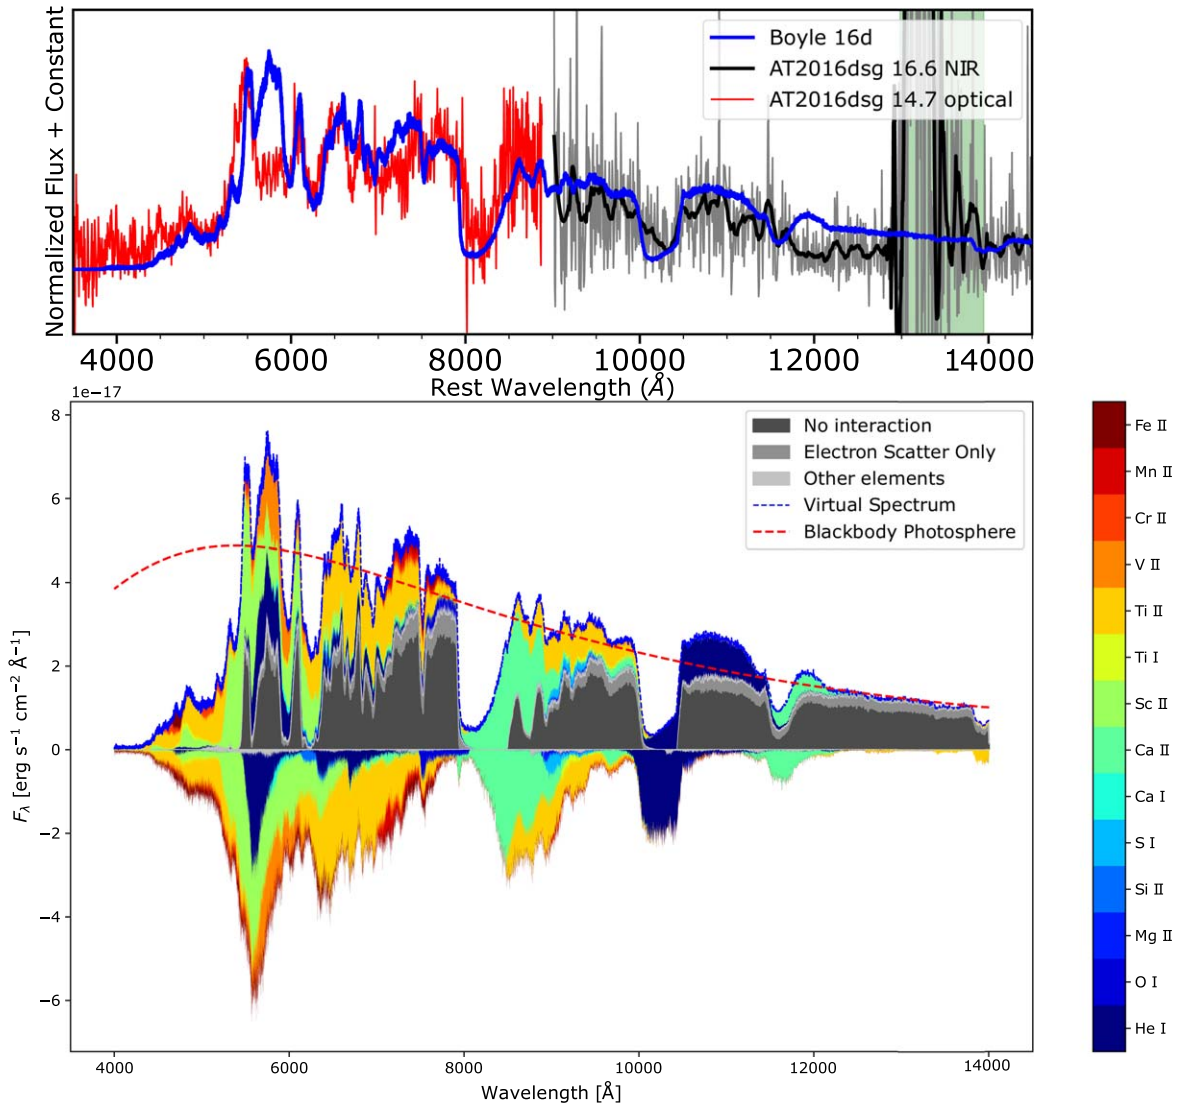 Normalized Flux + Constant
Boyle 16d
AT2016dsg 16.6 NIR
AT2016dsg 14.7 optical
4000 6000 8000 10000 12000 14000
Rest Wavelength (Å)
1e−17
No interaction
Electron Scatter Only
Other elements
Virtual Spectrum
Blackbody Photosphere
8
6
4
2
0
−2
−4
−6
F_λ [erg s⁻¹ cm⁻² Å⁻¹]
4000 6000 8000 10000 12000 14000
Wavelength [Å]
Fe II
Mn II
Cr II
V II
Ti II
Ti I
Sc II
Ca II
Ca I
S I
Si II
Mg II
O I
He I